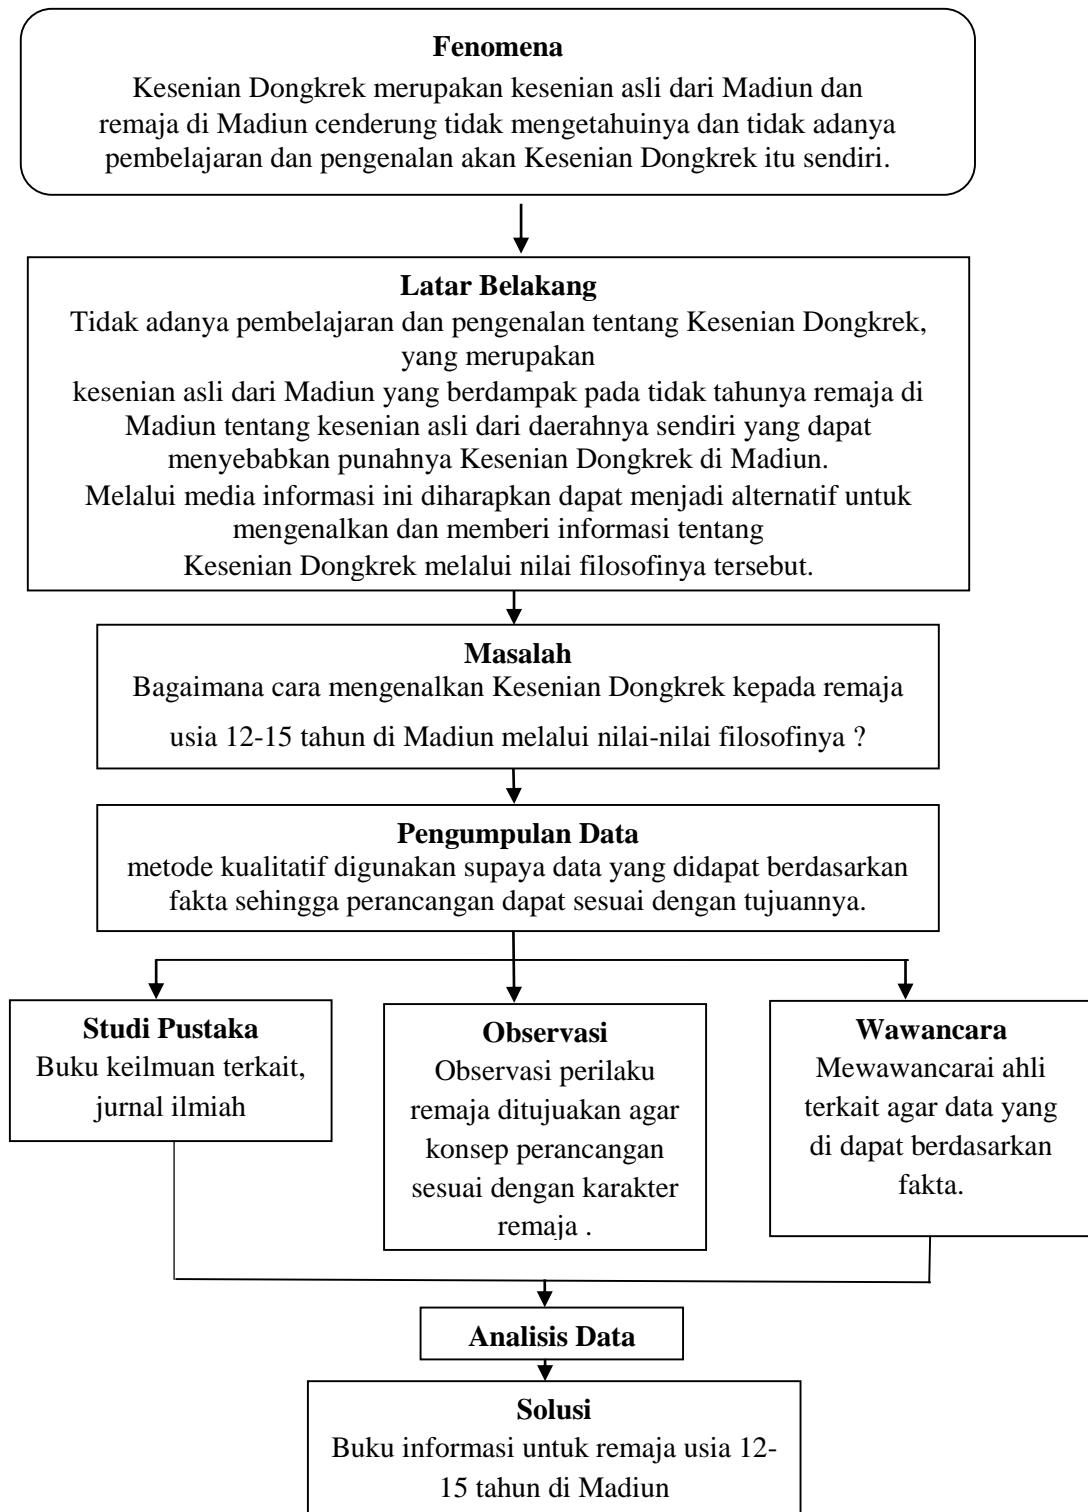 Fenomena
Kesenian Dongkrek merupakan kesenian asli dari Madiun dan
remaja di Madiun cenderung tidak mengetahuinya dan tidak adanya
pembelajaran dan pengenalan akan Kesenian Dongkrek itu sendiri.
Latar Belakang
Tidak adanya pembelajaran dan pengenalan tentang Kesenian Dongkrek,
yang merupakan
kesenian asli dari Madiun yang berdampak pada tidak tahunya remaja di
Madiun tentang kesenian asli dari daerahnya sendiri yang dapat
menyebabkan punahnya Kesenian Dongkrek di Madiun.
Melalui media informasi ini diharapkan dapat menjadi alternatif untuk
mengenalkan dan memberi informasi tentang
Kesenian Dongkrek melalui nilai filosofinya tersebut.
Masalah
Bagaimana cara mengenalkan Kesenian Dongkrek kepada remaja
usia 12-15 tahun di Madiun melalui nilai-nilai filosofinya ?
Pengumpulan Data
metode kualitatif digunakan supaya data yang didapat berdasarkan
fakta sehingga perancangan dapat sesuai dengan tujuannya.
Studi Pustaka
Buku keilmuan terkait,
jurnal ilmiah
Observasi
Observasi perilaku
remaja ditujuakan agar
konsep perancangan
sesuai dengan karakter
remaja .
Wawancara
Mewawancarai ahli
terkait agar data yang
di dapat berdasarkan
fakta.
Analisis Data
Solusi
Buku informasi untuk remaja usia 12-
15 tahun di Madiun